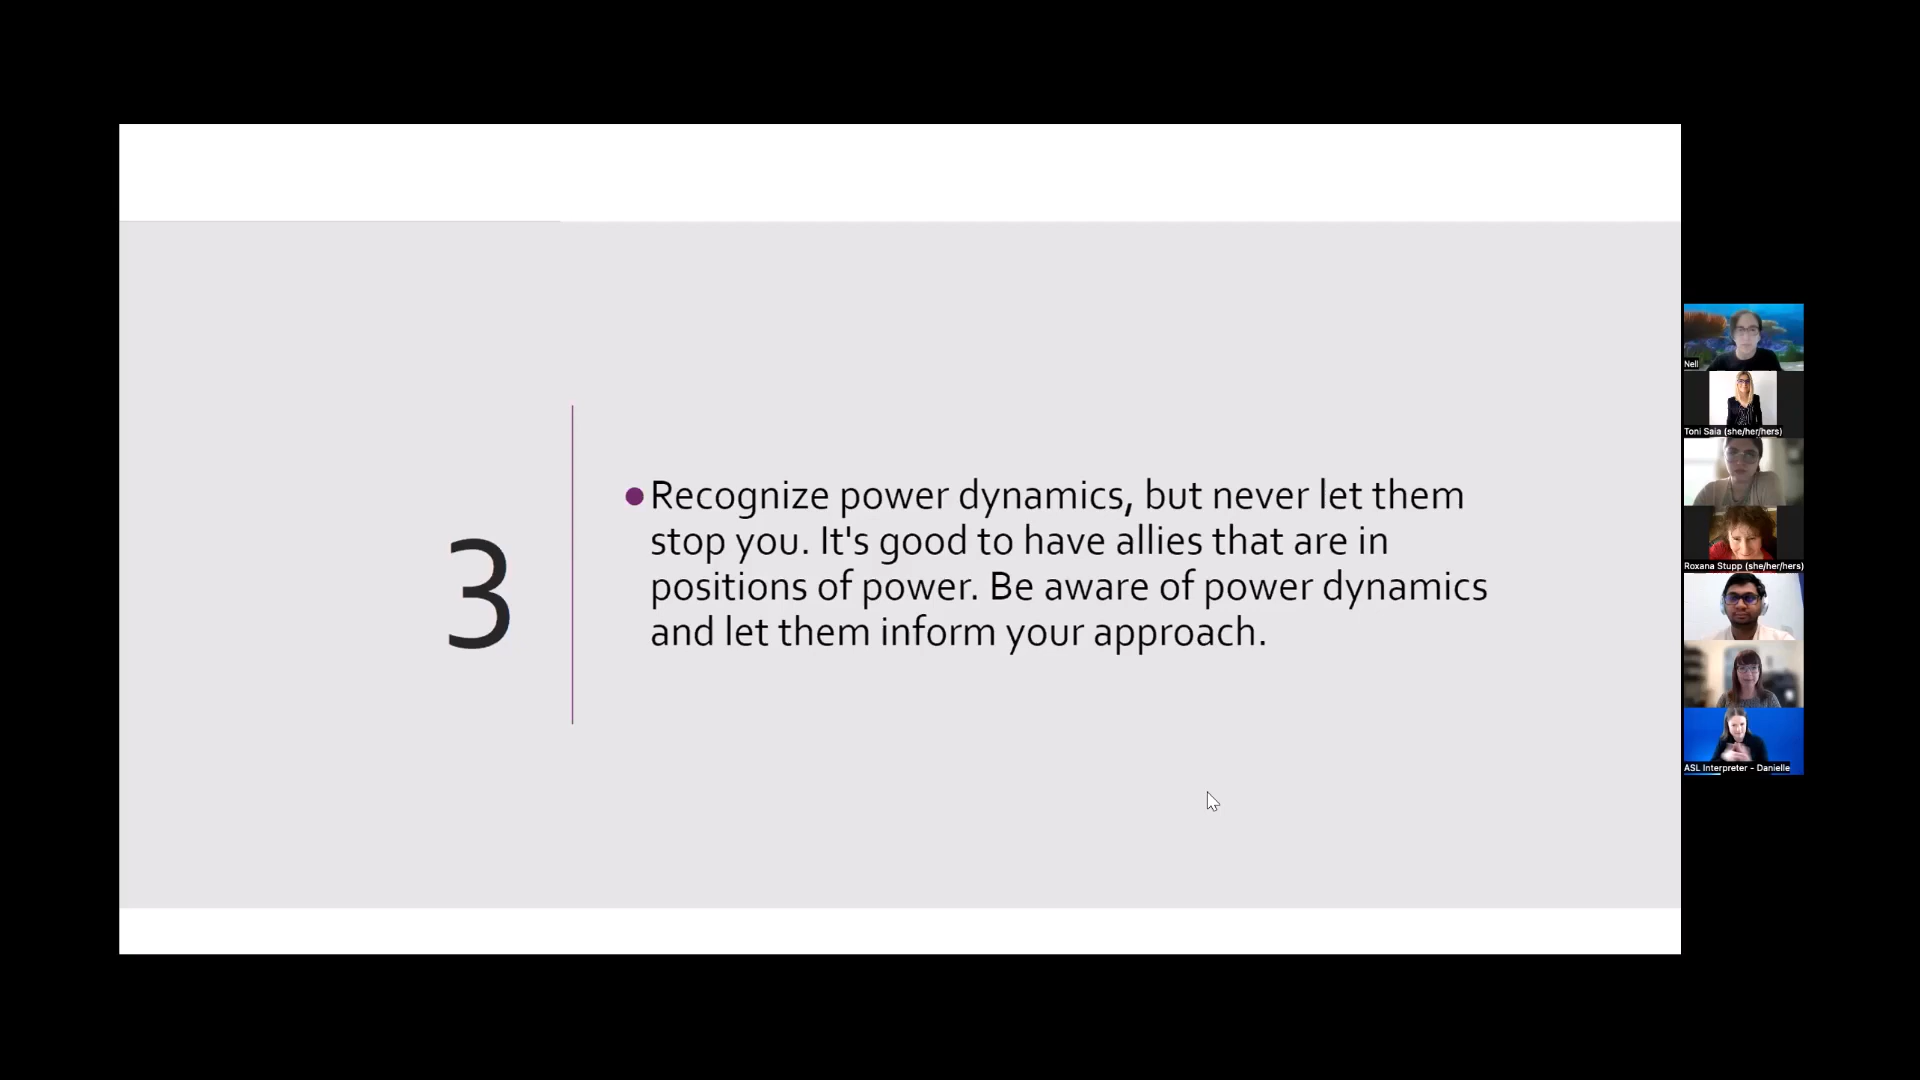 3
Recognize power dynamics, but never let them
stop you. It's good to have allies that are in
positions of power. Be aware of power dynamics
and let them inform your approach.
Nell
Toni Saia (she/her/hers)
Roxana Stupp (she/her/hers)
ASL Interpreter - Danielle